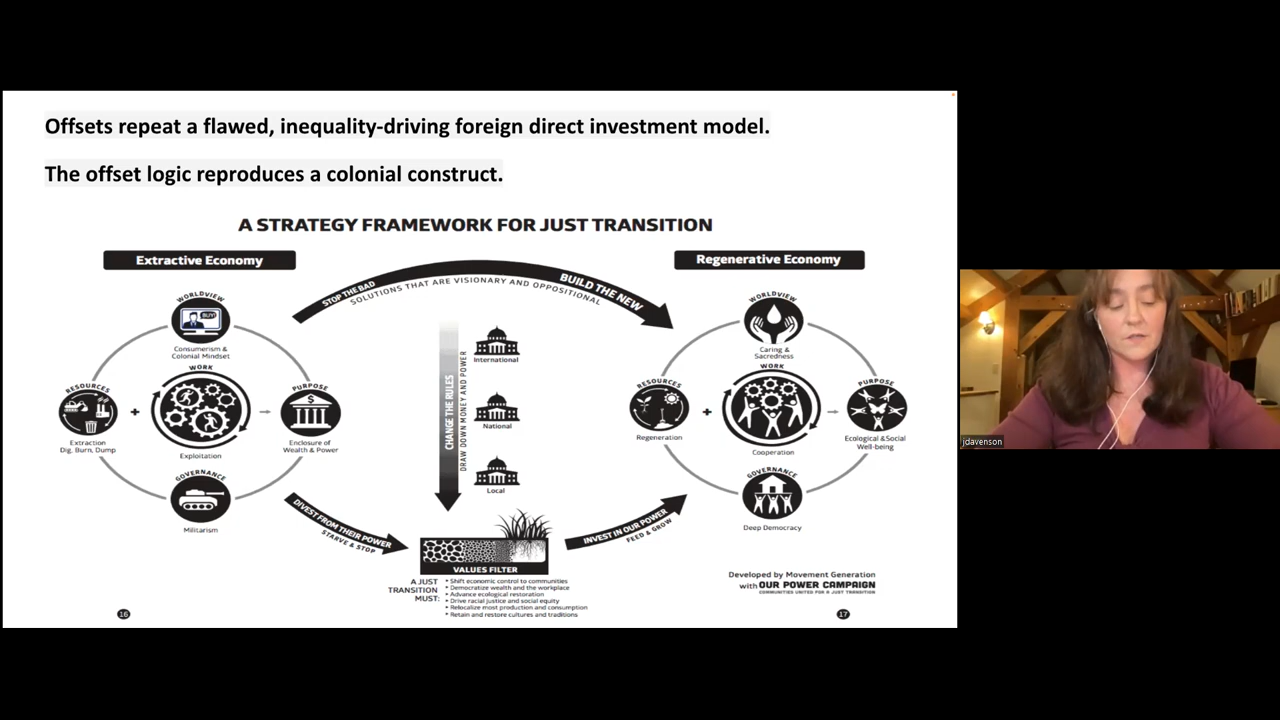 Offsets repeat a flawed, inequality-driving foreign direct investment model.
The offset logic reproduces a colonial construct.
A STRATEGY FRAMEWORK FOR JUST TRANSITION
Extractive Economy
WORLDVIEW
BUY!
Consumerism &
Colonial Mindset
RESOURCES
Extraction
Dig, Burn, Dump
WORK
Exploitation
PURPOSE
$
Enclosure of
Wealth & Power
GOVERNANCE
Militarism
STOP THE BAD
BUILD THE NEW
SOLUTIONS THAT ARE VISIONARY AND OPPOSITIONAL
CHANGE THE RULES
DRAW DOWN MONEY AND POWER
International
National
Local
DIVEST FROM THEIR POWER
STARVE & STOP
INVEST IN OUR POWER
FEED & GROW
VALUES FILTER
A JUST
TRANSITION
MUST:
• Shift economic control to communities
• Democratize wealth and the workplace
• Advance ecological restoration
• Drive racial justice and social equity
• Relocalize most production and consumption
• Retain and restore cultures and traditions
Regenerative Economy
WORLDVIEW
Caring &
Sacredness
RESOURCES
Regeneration
WORK
Cooperation
PURPOSE
Ecological & Social
Well-being
GOVERNANCE
Deep Democracy
Developed by Movement Generation
with OUR POWER CAMPAIGN
COMMUNITIES UNITED FOR A JUST TRANSITION
16
17
jdavenson